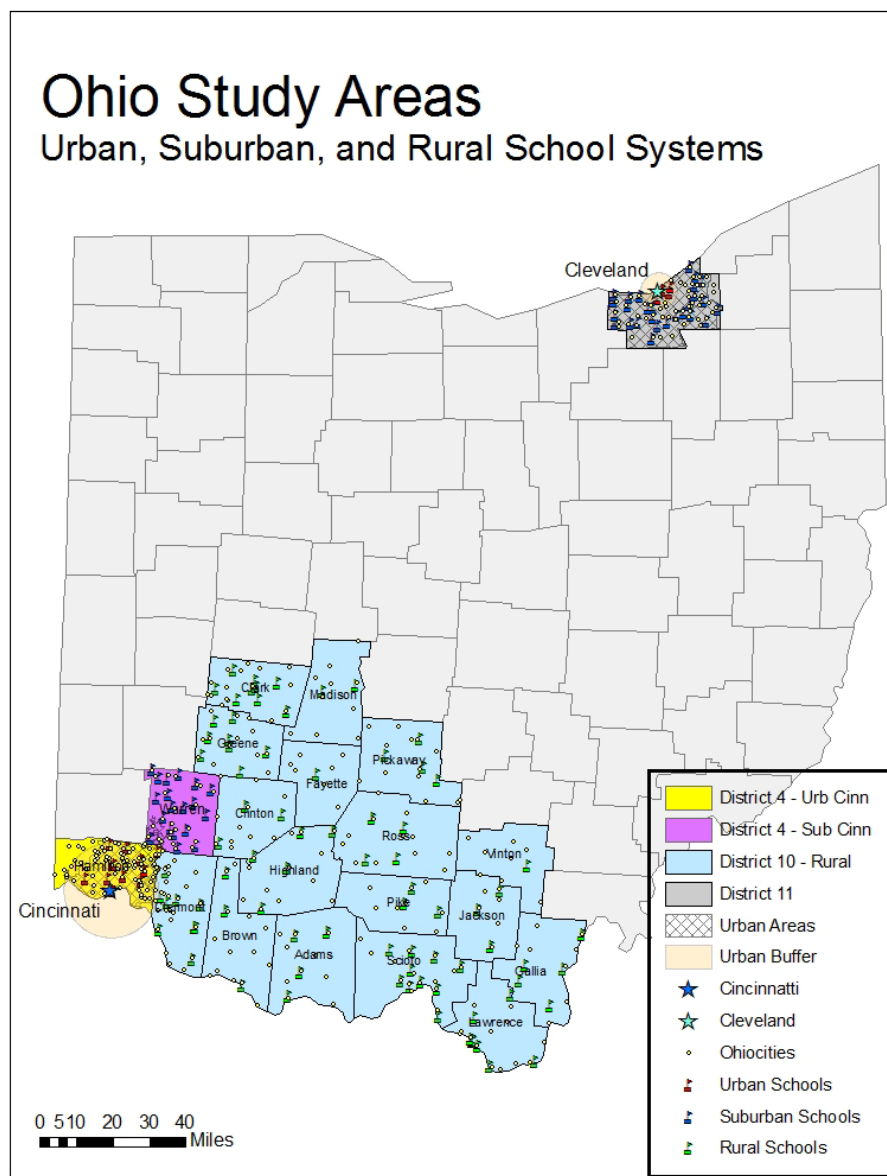 Ohio Study Areas
Urban, Suburban, and Rural School Systems
Cleveland
Clark
Madison
Greene
Pickaway
Fayette
Warren
Clinton
Ross
Vinton
Hamilton
Highland
Cincinnati
Clermont
Pike
Jackson
Brown
Adams
Scioto
Gallia
Lawrence
District 4 - Urb Cinn
District 4 - Sub Cinn
District 10 - Rural
District 11
Urban Areas
Urban Buffer
Cincinnatti
Cleveland
Ohiocities
Urban Schools
Suburban Schools
Rural Schools
0 5 10 20 30 40
Miles